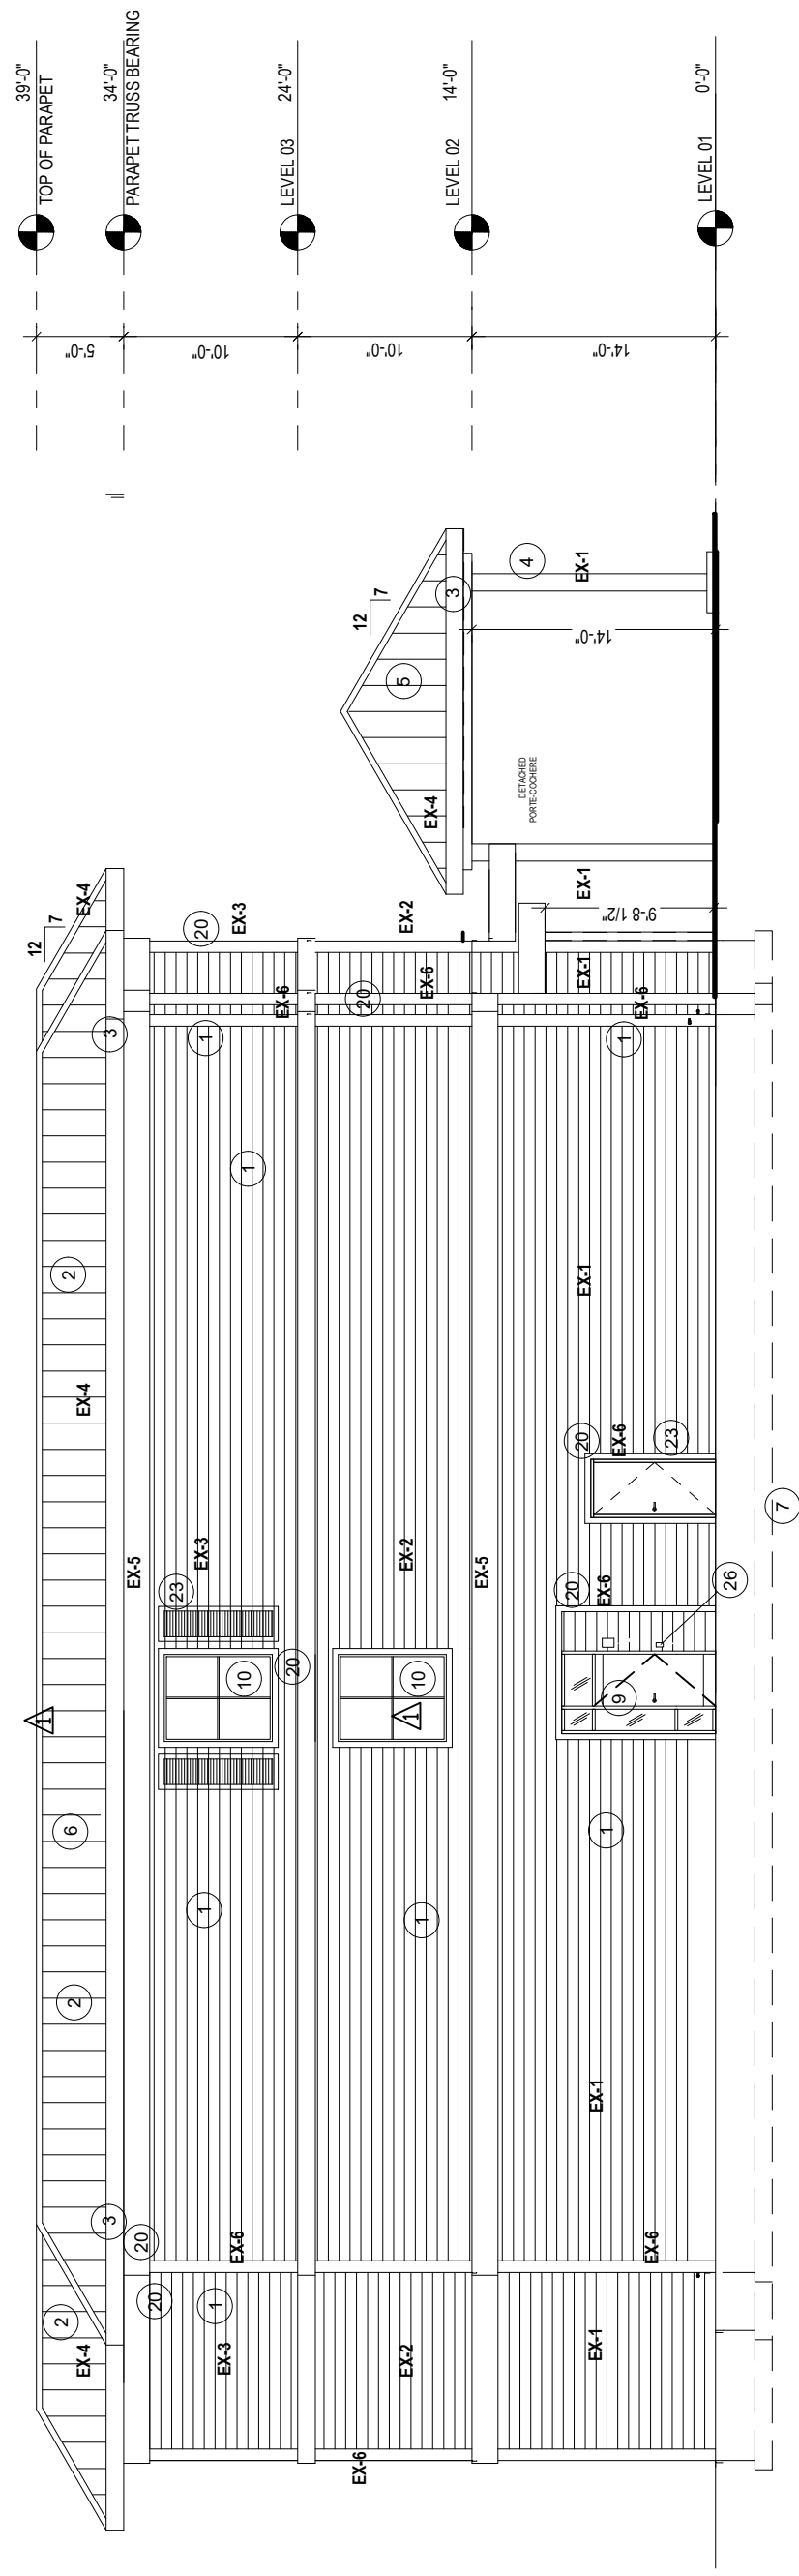 1
39'-0"
TOP OF PARAPET
2
2
6
2
12
7
EX-4
EX-4
EX-4
5'-0"
3
3
34'-0"
PARAPET TRUSS BEARING
20
EX-5
20
23
1
EX-3
1
20
EX-3
1
EX-3
EX-6
10
1
EX-3
10'-0"
20
EX-6
24'-0"
LEVEL 03
EX-6
20
12
7
EX-2
1
1
10
EX-2
EX-6
EX-2
5
EX-4
10'-0"
EX-5
3
14'-0"
LEVEL 02
4
DETACHED
PORTE-COCHERE
EX-1
EX-1
1
20
EX-6
9
20
EX-6
23
EX-1
1
EX-6
EX-1
EX-1
9'-8 1/2"
EX-1
14'-0"
14'-0"
EX-6
26
0'-0"
LEVEL 01
7